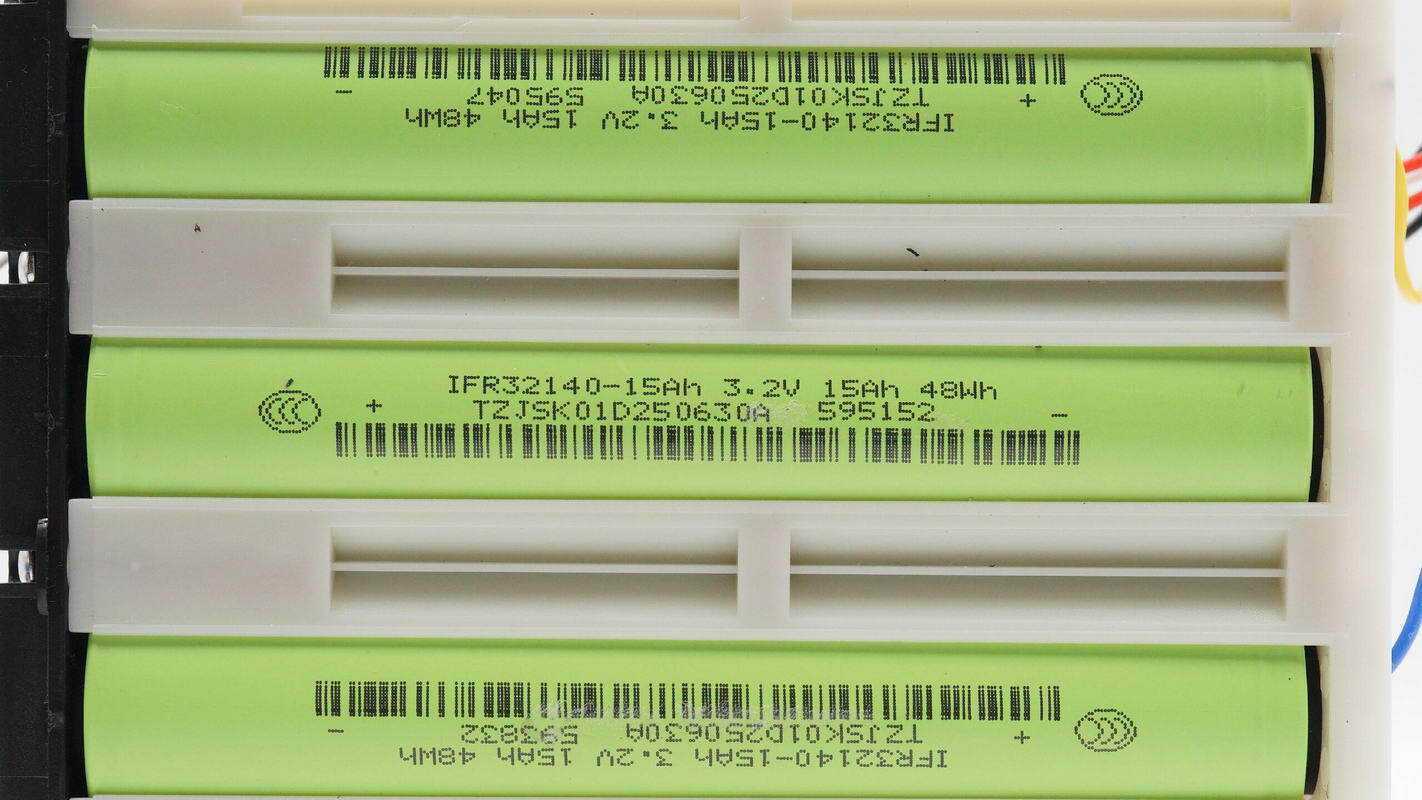 IFR32140-15Ah 3.2V 15Ah 48Wh
+ TZJSK01D250630A 595047 -
IFR32140-15Ah 3.2V 15Ah 48Wh
+ TZJSK01D250630A 595152 -
IFR32140-15Ah 3.2V 15Ah 48Wh
+ TZJSK01D250630A 593832 -